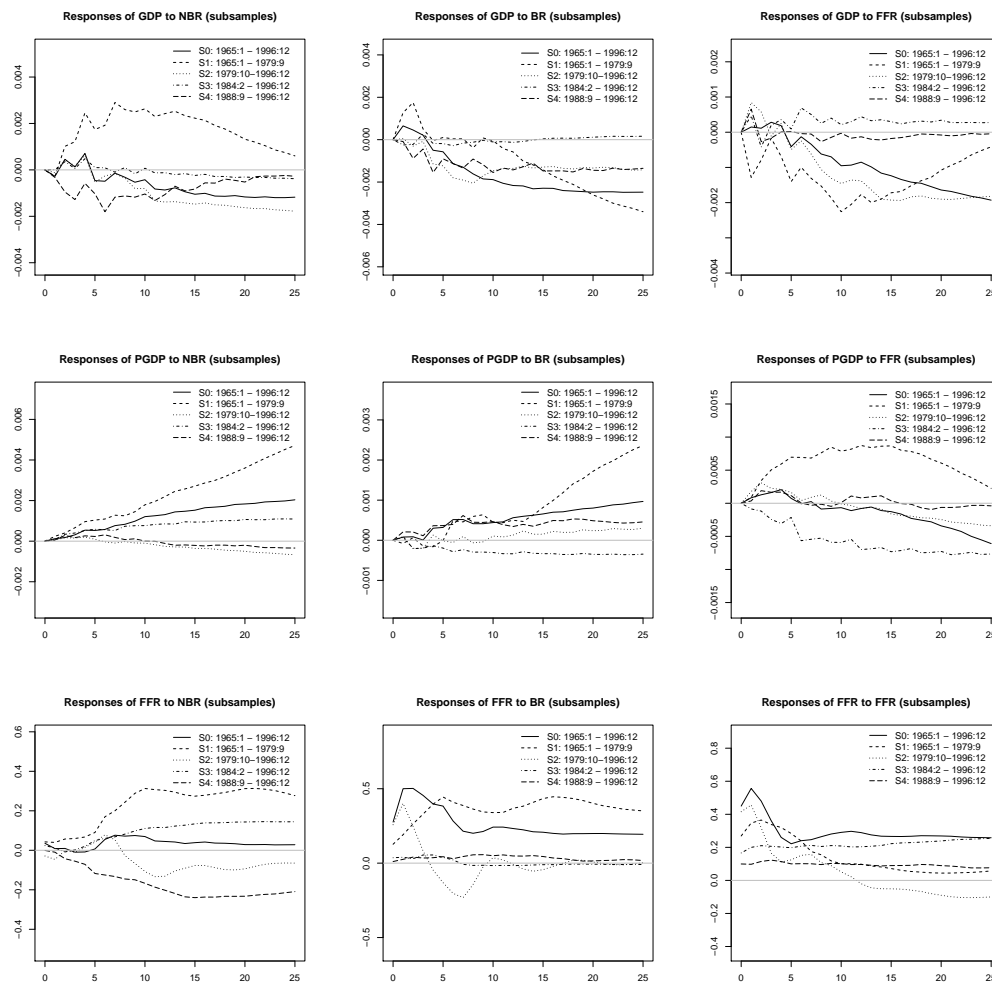 Responses of GDP to NBR (subsamples)
S0: 1965:1 − 1996:12
S1: 1965:1 − 1979:9
S2: 1979:10−1996:12
S3: 1984:2 − 1996:12
S4: 1988:9 − 1996:12
0.004
0.002
0.000
−0.002
−0.004
0 5 10 15 20 25
Responses of GDP to BR (subsamples)
S0: 1965:1 − 1996:12
S1: 1965:1 − 1979:9
S2: 1979:10−1996:12
S3: 1984:2 − 1996:12
S4: 1988:9 − 1996:12
0.004
0.002
0.000
−0.002
−0.004
−0.006
0 5 10 15 20 25
Responses of GDP to FFR (subsamples)
S0: 1965:1 − 1996:12
S1: 1965:1 − 1979:9
S2: 1979:10−1996:12
S3: 1984:2 − 1996:12
S4: 1988:9 − 1996:12
0.002
0.001
0.000
−0.002
−0.004
0 5 10 15 20 25
Responses of PGDP to NBR (subsamples)
S0: 1965:1 − 1996:12
S1: 1965:1 − 1979:9
S2: 1979:10−1996:12
S3: 1984:2 − 1996:12
S4: 1988:9 − 1996:12
0.006
0.004
0.002
0.000
−0.002
0 5 10 15 20 25
Responses of PGDP to BR (subsamples)
S0: 1965:1 − 1996:12
S1: 1965:1 − 1979:9
S2: 1979:10−1996:12
S3: 1984:2 − 1996:12
S4: 1988:9 − 1996:12
0.003
0.001
0.000
−0.001
0 5 10 15 20 25
Responses of PGDP to FFR (subsamples)
S0: 1965:1 − 1996:12
S1: 1965:1 − 1979:9
S2: 1979:10−1996:12
S3: 1984:2 − 1996:12
S4: 1988:9 − 1996:12
0.0015
0.0005
−0.0005
−0.0015
0 5 10 15 20 25
Responses of FFR to NBR (subsamples)
S0: 1965:1 − 1996:12
S1: 1965:1 − 1979:9
S2: 1979:10−1996:12
S3: 1984:2 − 1996:12
S4: 1988:9 − 1996:12
0.6
0.4
0.2
0.0
−0.2
−0.4
0 5 10 15 20 25
Responses of FFR to BR (subsamples)
S0: 1965:1 − 1996:12
S1: 1965:1 − 1979:9
S2: 1979:10−1996:12
S3: 1984:2 − 1996:12
S4: 1988:9 − 1996:12
0.5
0.0
−0.5
0 5 10 15 20 25
Responses of FFR to FFR (subsamples)
S0: 1965:1 − 1996:12
S1: 1965:1 − 1979:9
S2: 1979:10−1996:12
S3: 1984:2 − 1996:12
S4: 1988:9 − 1996:12
0.8
0.6
0.4
0.2
0.0
−0.2
−0.4
0 5 10 15 20 25